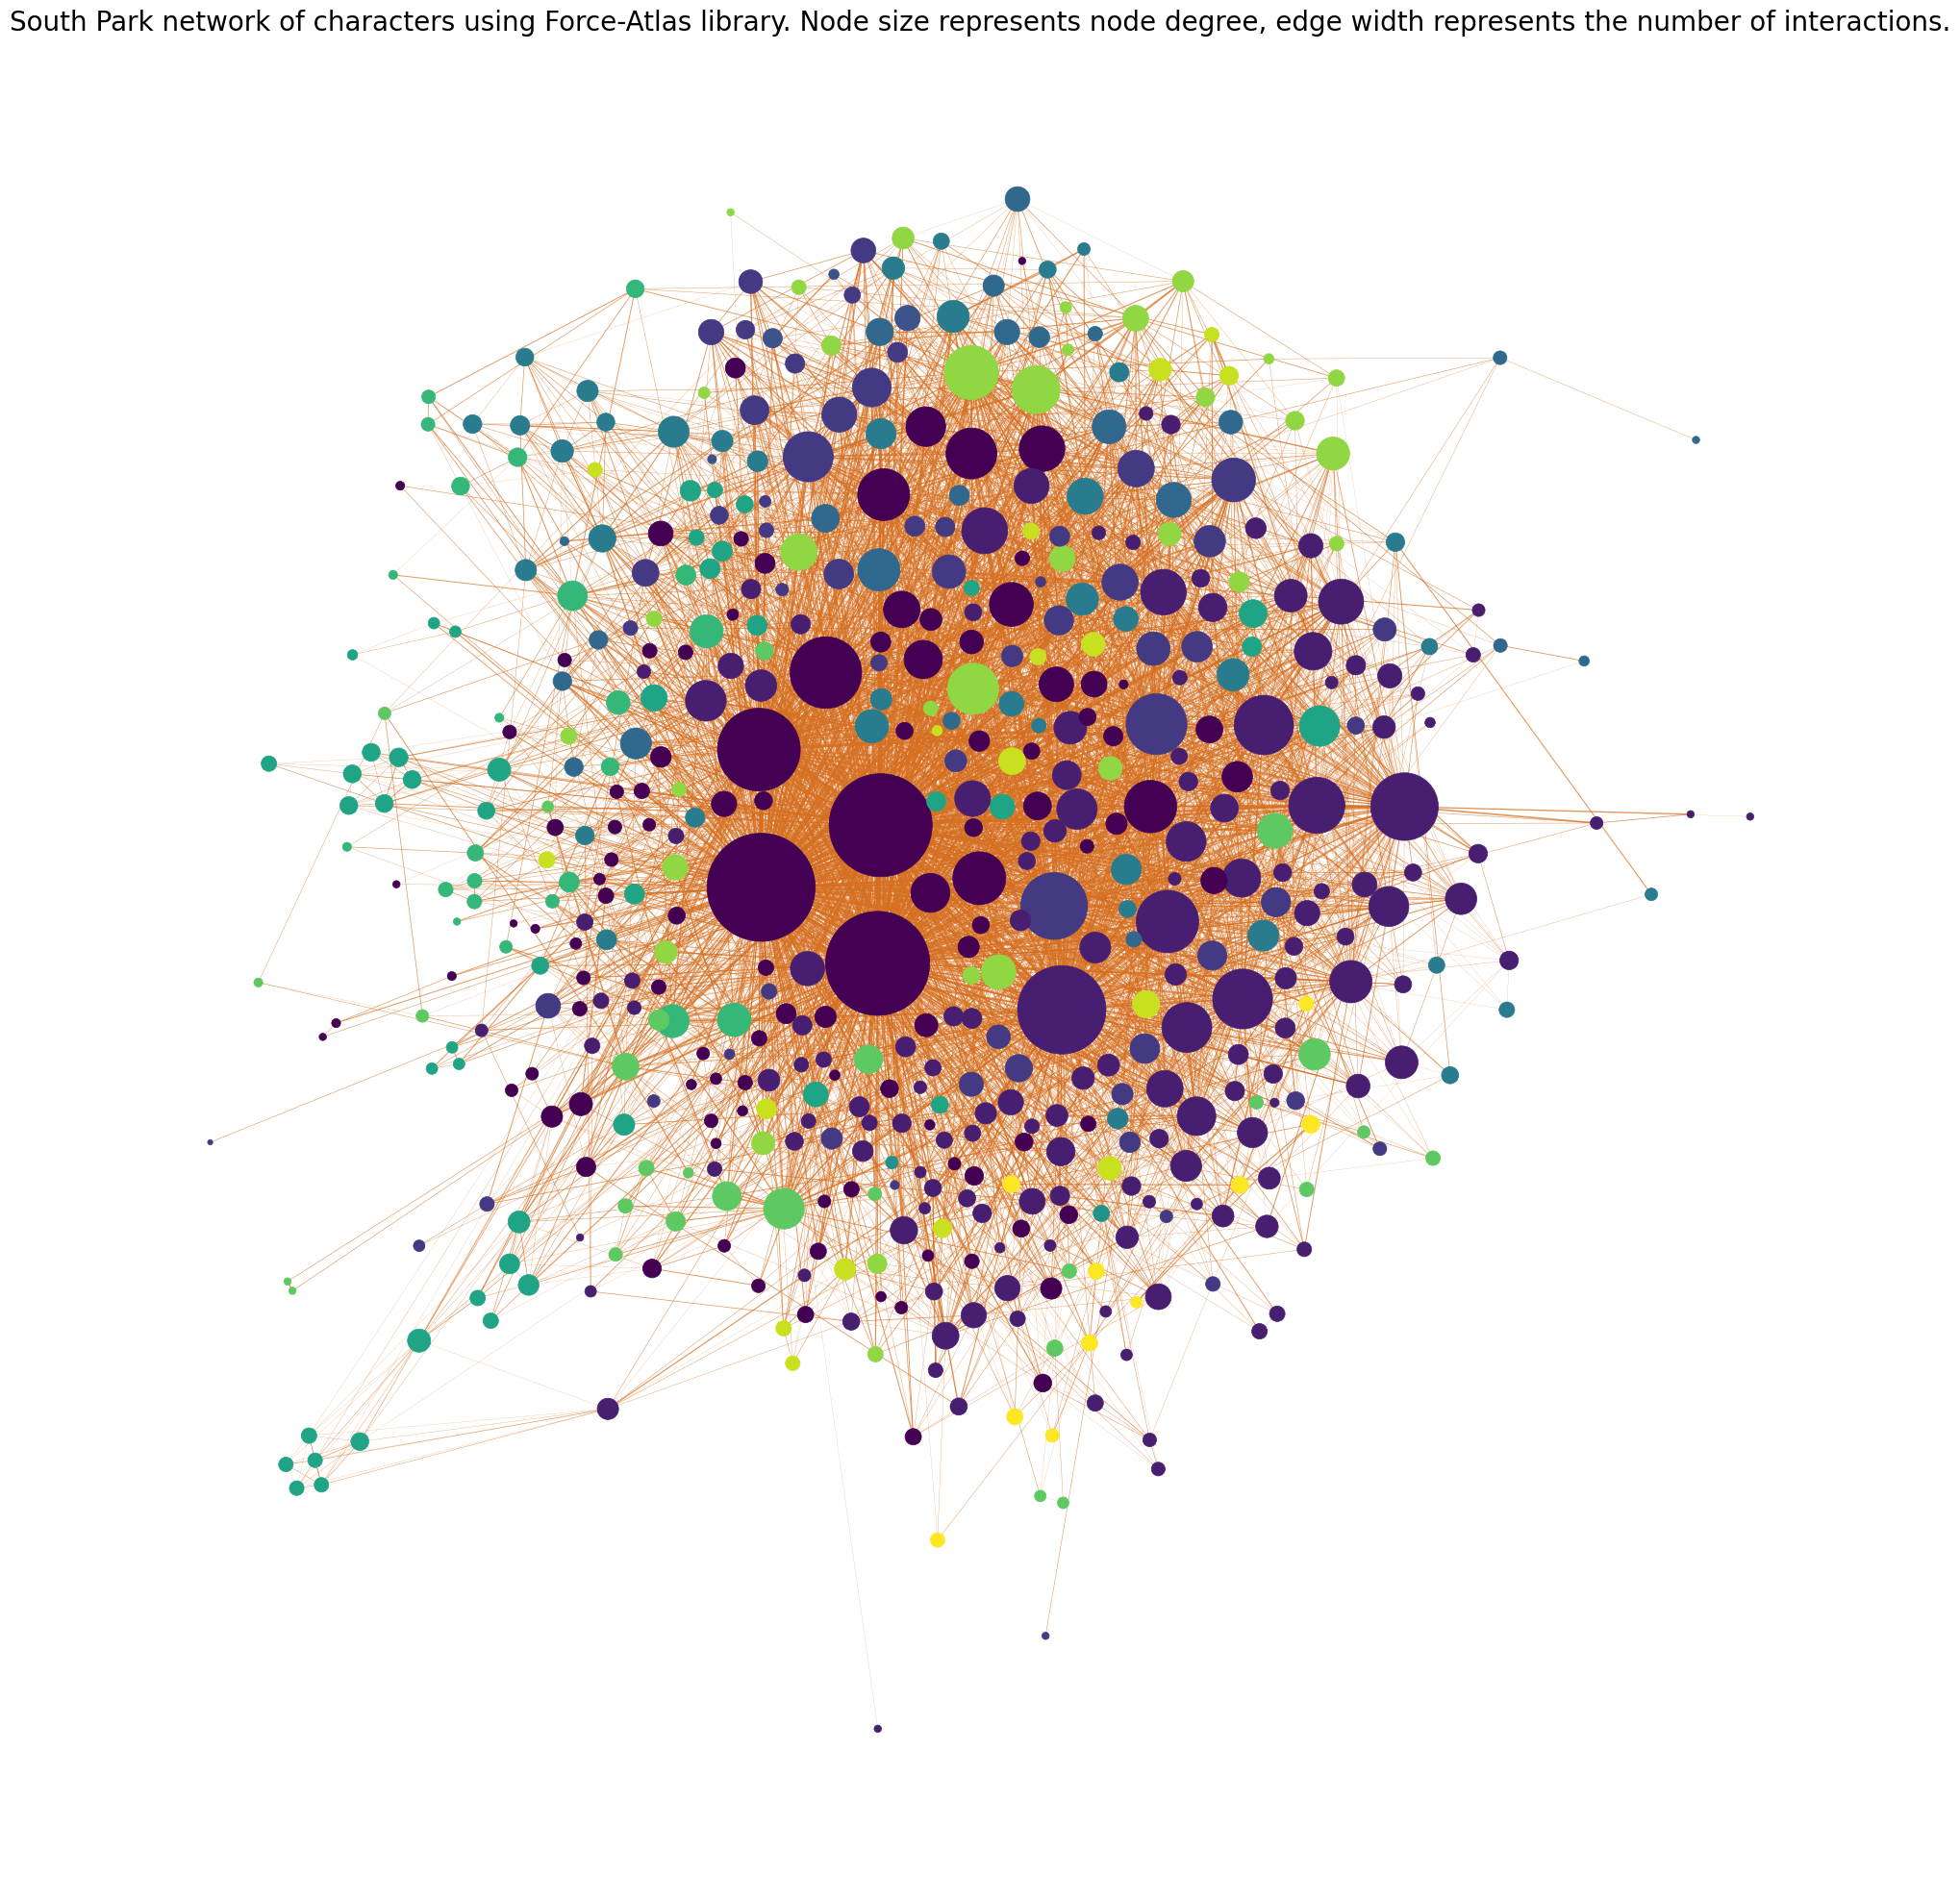 South Park network of characters using Force-Atlas library. Node size represents node degree, edge width represents the number of interactions.